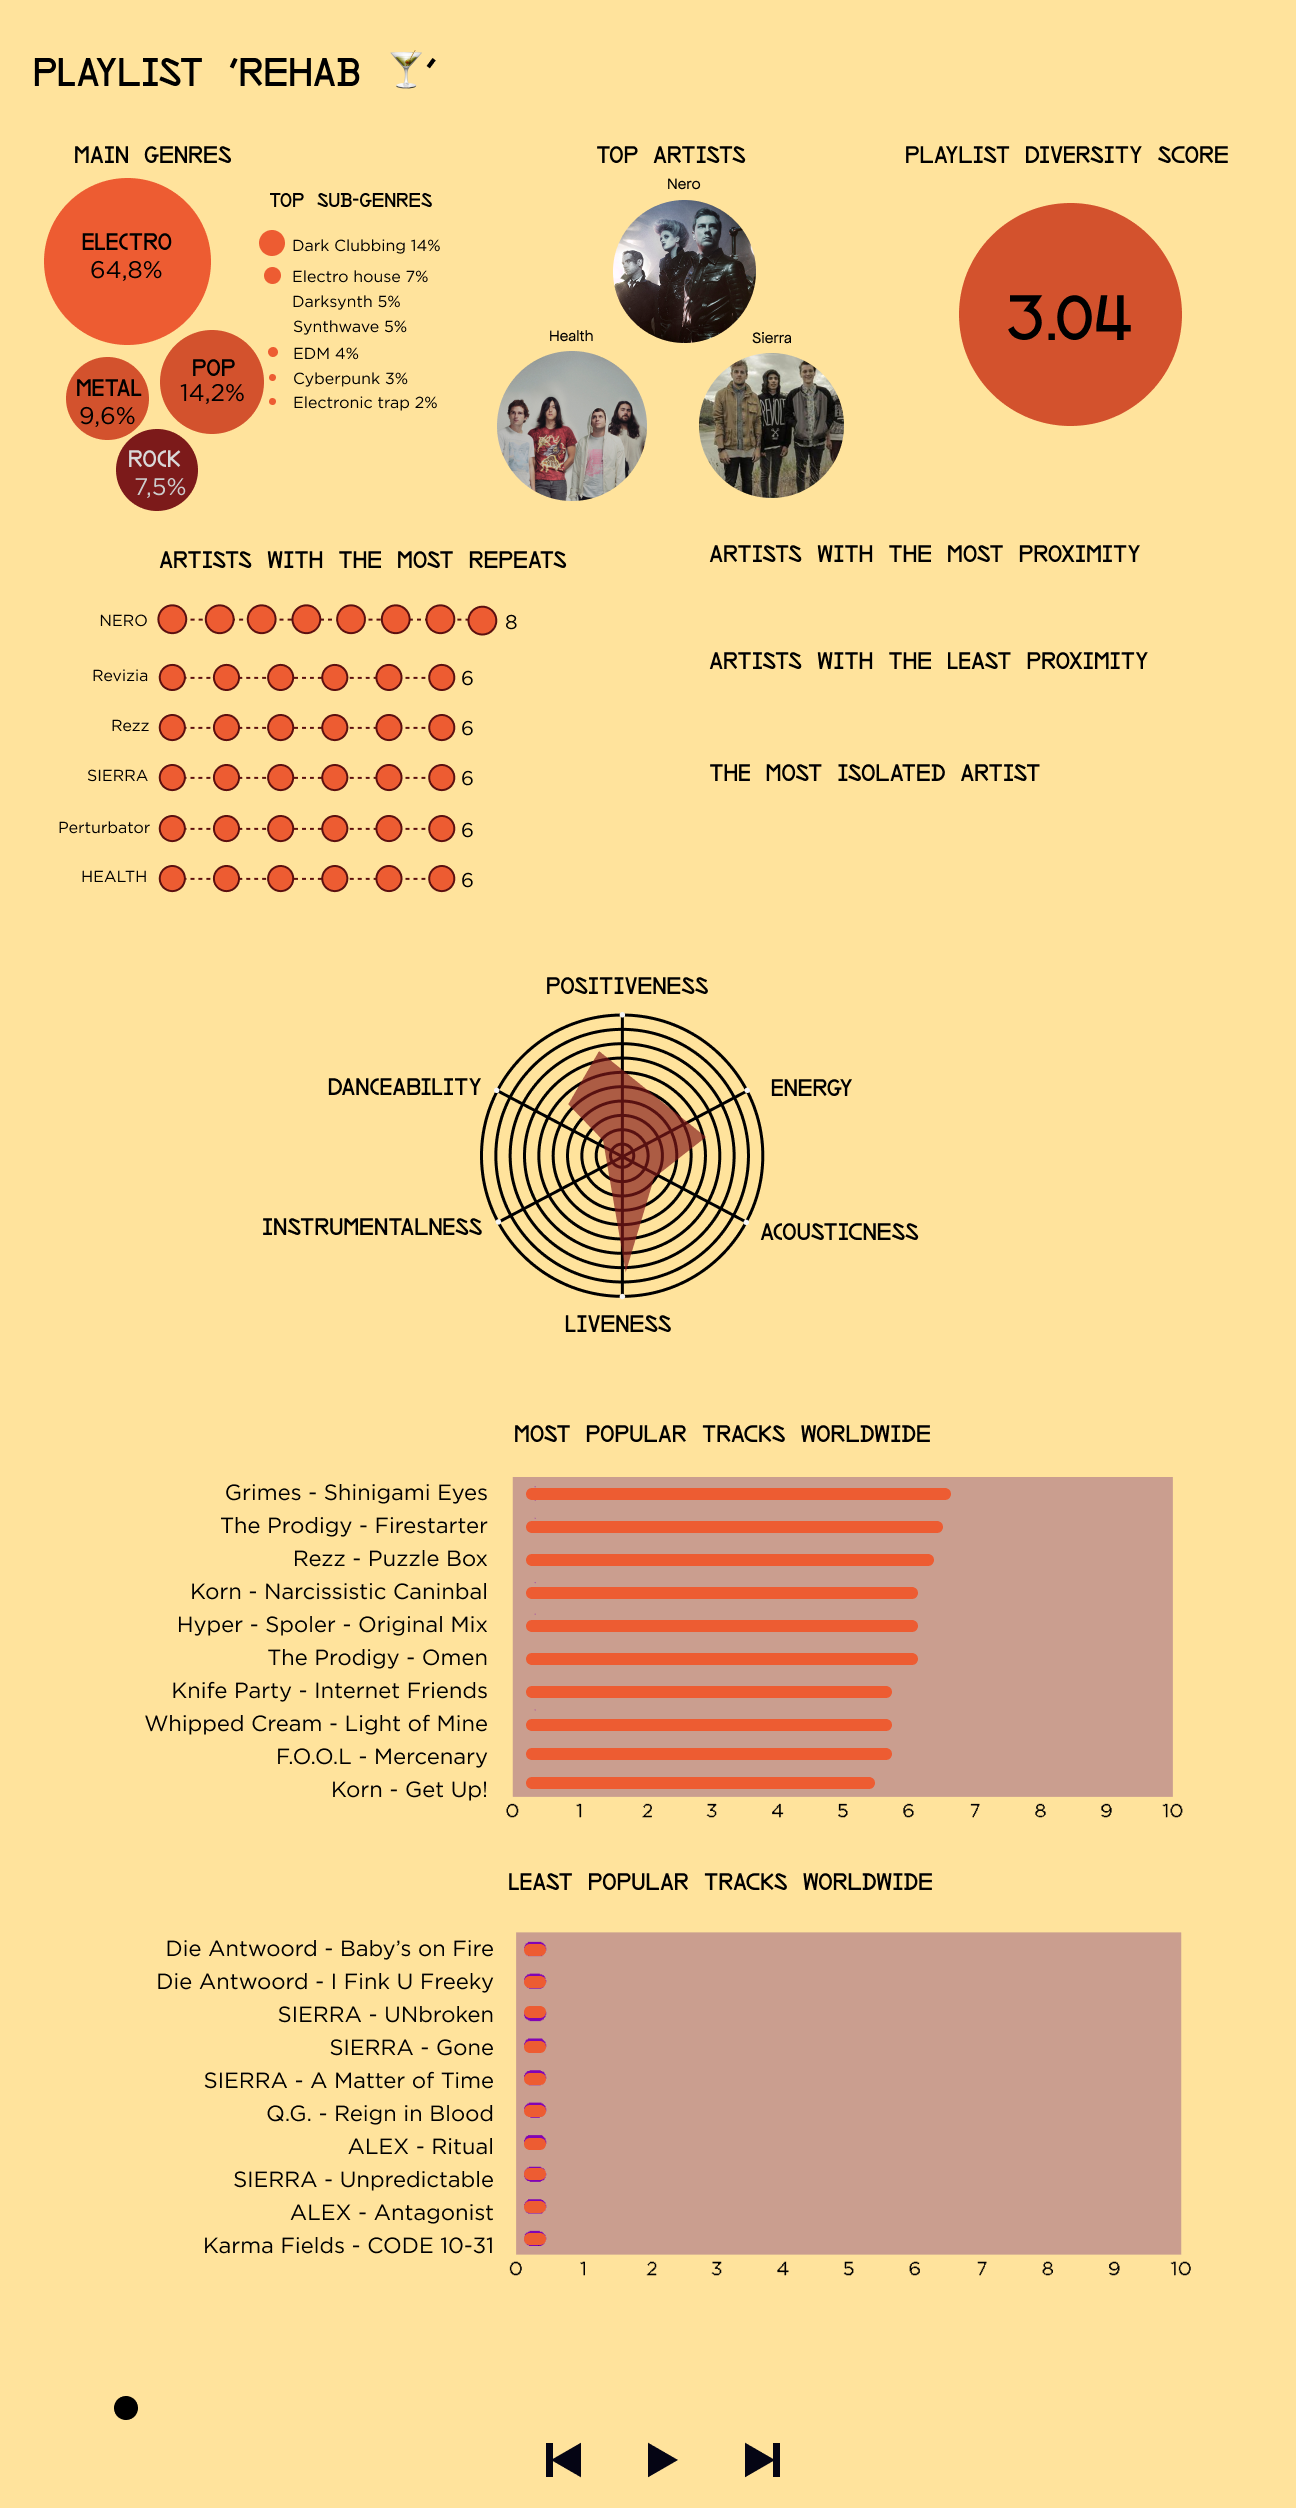 PLAYLIST 'REHAB 🍸'
MAIN GENRES
ELECTRO
64,8%
POP
14,2%
METAL
9,6%
ROCK
7,5%
TOP SUB-GENRES
Dark Clubbing 14%
Electro house 7%
Darksynth 5%
Synthwave 5%
EDM 4%
Cyberpunk 3%
Electronic trap 2%
TOP ARTISTS
Nero
Health
Sierra
REVOLT
PLAYLIST DIVERSITY SCORE
3.04
ARTISTS WITH THE MOST REPEATS
NERO 8
Revizia 6
Rezz 6
SIERRA 6
Perturbator 6
HEALTH 6
ARTISTS WITH THE MOST PROXIMITY
ARTISTS WITH THE LEAST PROXIMITY
THE MOST ISOLATED ARTIST
POSITIVENESS
DANCEABILITY
ENERGY
INSTRUMENTALNESS
ACOUSTICNESS
LIVENESS
MOST POPULAR TRACKS WORLDWIDE
Grimes - Shinigami Eyes
The Prodigy - Firestarter
Rezz - Puzzle Box
Korn - Narcissistic Caninbal
Hyper - Spoler - Original Mix
The Prodigy - Omen
Knife Party - Internet Friends
Whipped Cream - Light of Mine
F.O.O.L - Mercenary
Korn - Get Up!
0 1 2 3 4 5 6 7 8 9 10
LEAST POPULAR TRACKS WORLDWIDE
Die Antwoord - Baby’s on Fire
Die Antwoord - I Fink U Freeky
SIERRA - UNbroken
SIERRA - Gone
SIERRA - A Matter of Time
Q.G. - Reign in Blood
ALEX - Ritual
SIERRA - Unpredictable
ALEX - Antagonist
Karma Fields - CODE 10-31
0 1 2 3 4 5 6 7 8 9 10